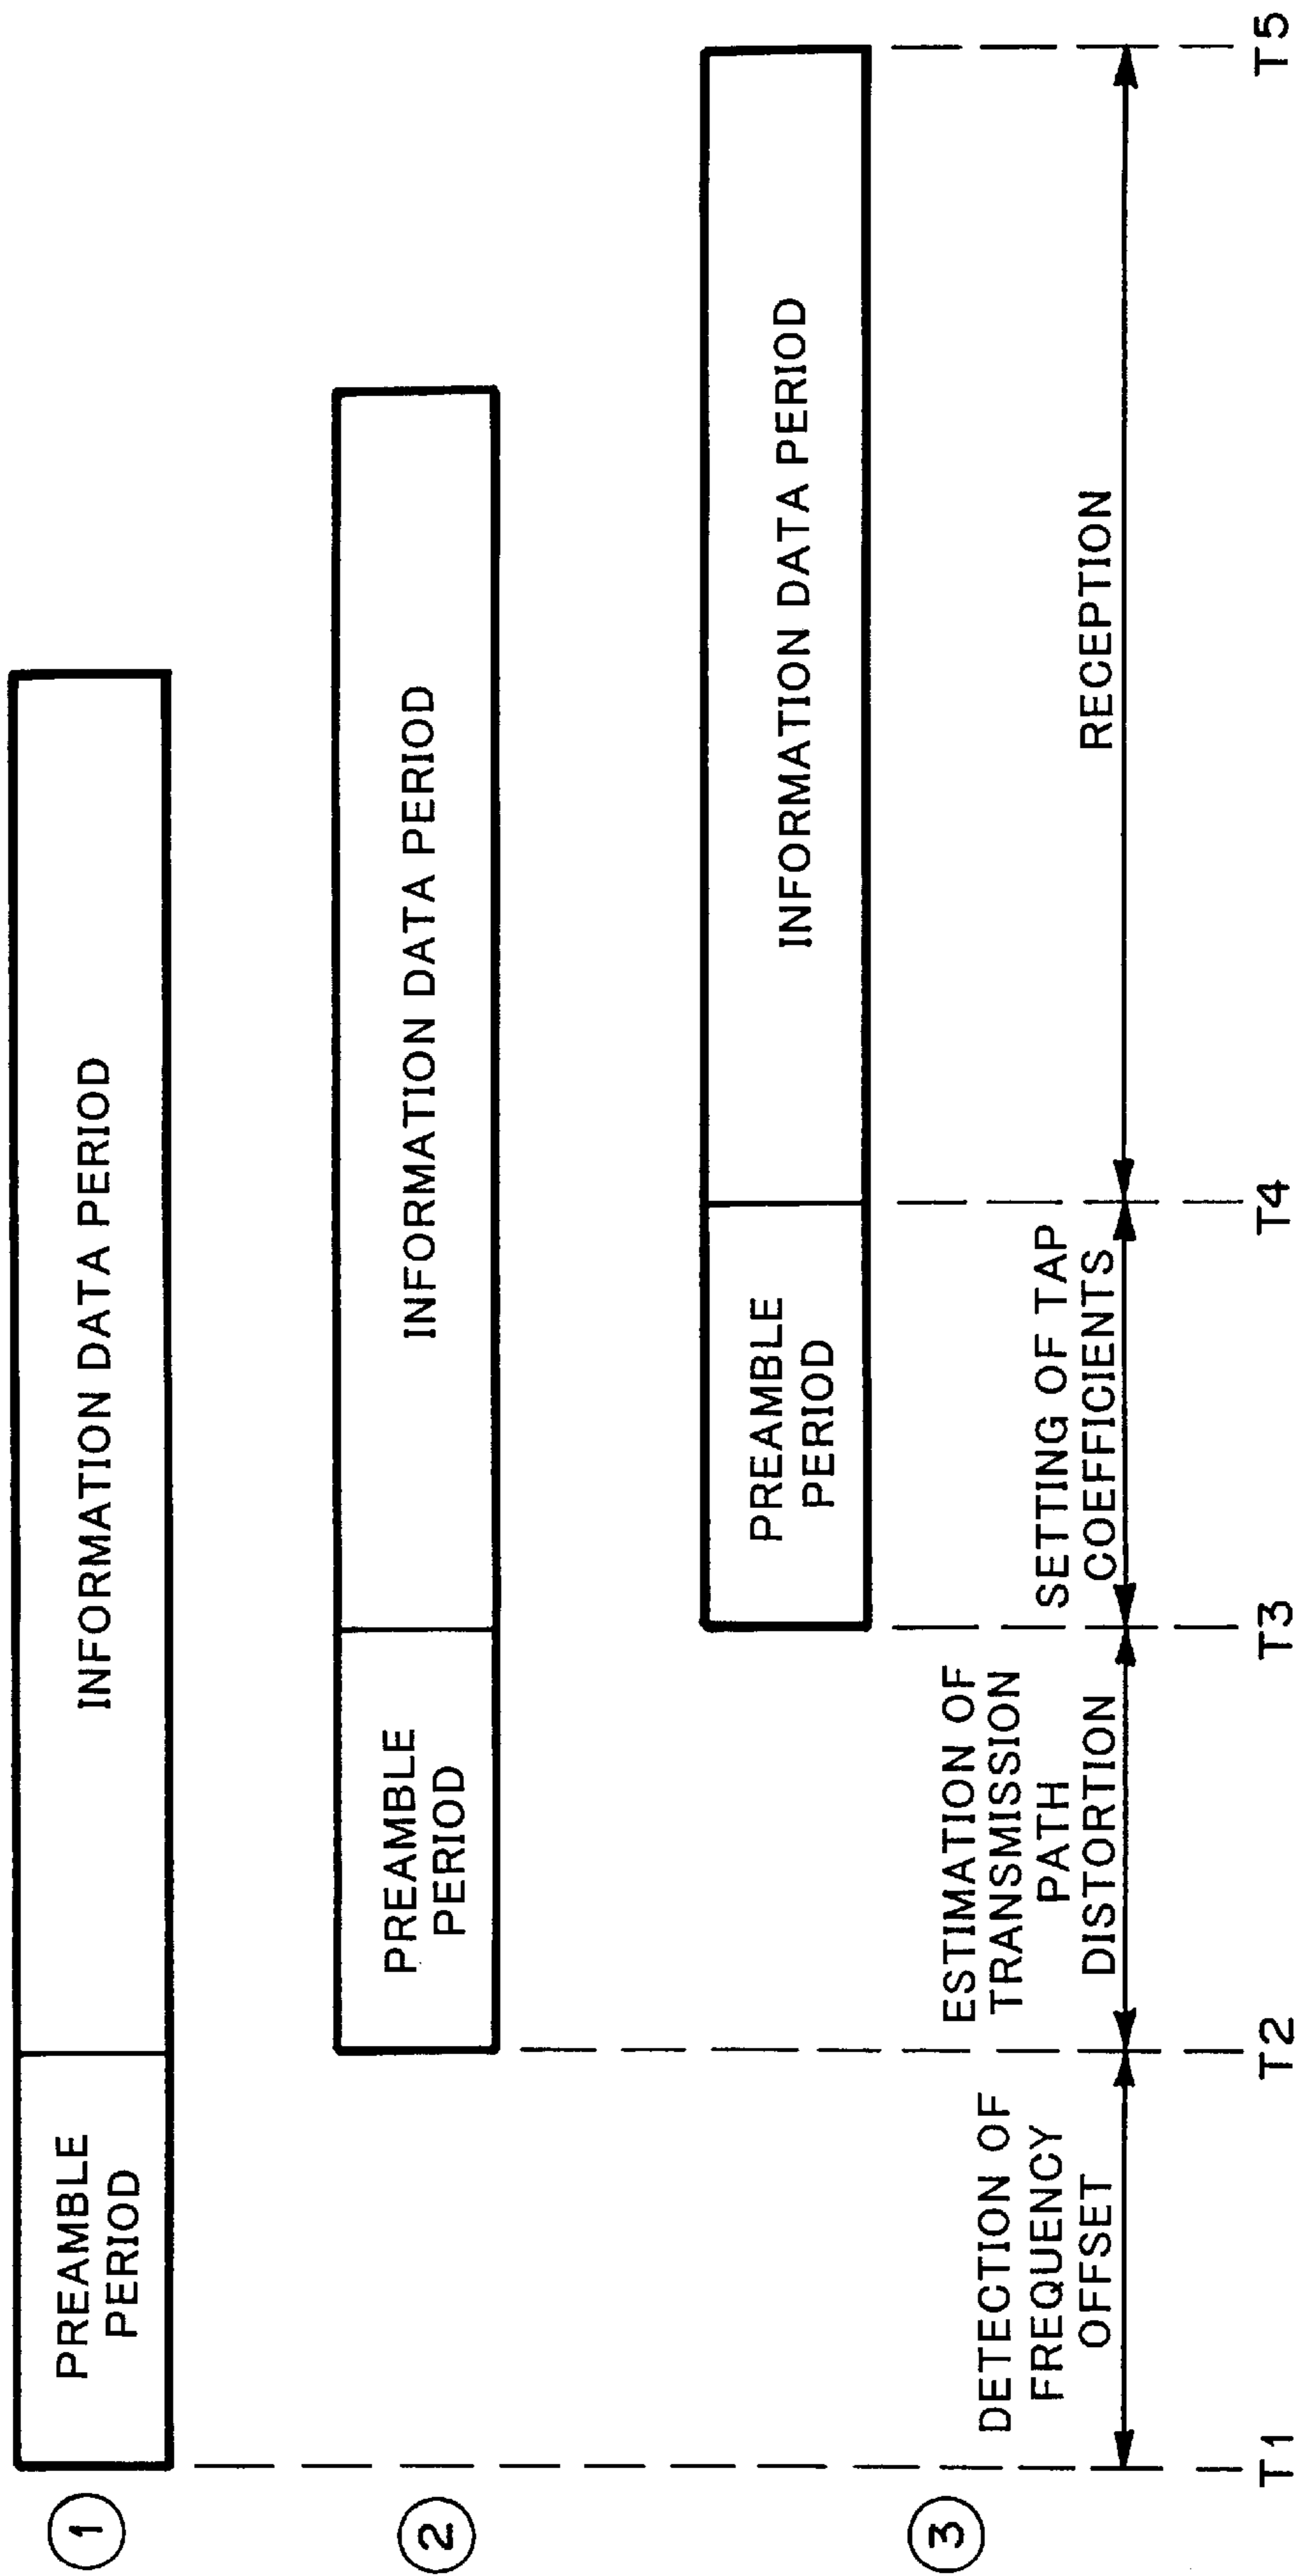 1
PREAMBLE
PERIOD
INFORMATION DATA PERIOD
2
PREAMBLE
PERIOD
INFORMATION DATA PERIOD
3
PREAMBLE
PERIOD
INFORMATION DATA PERIOD
DETECTION OF
FREQUENCY
OFFSET
ESTIMATION OF
TRANSMISSION
PATH
DISTORTION
SETTING OF TAP
COEFFICIENTS
RECEPTION
T1
T2
T3
T4
T5